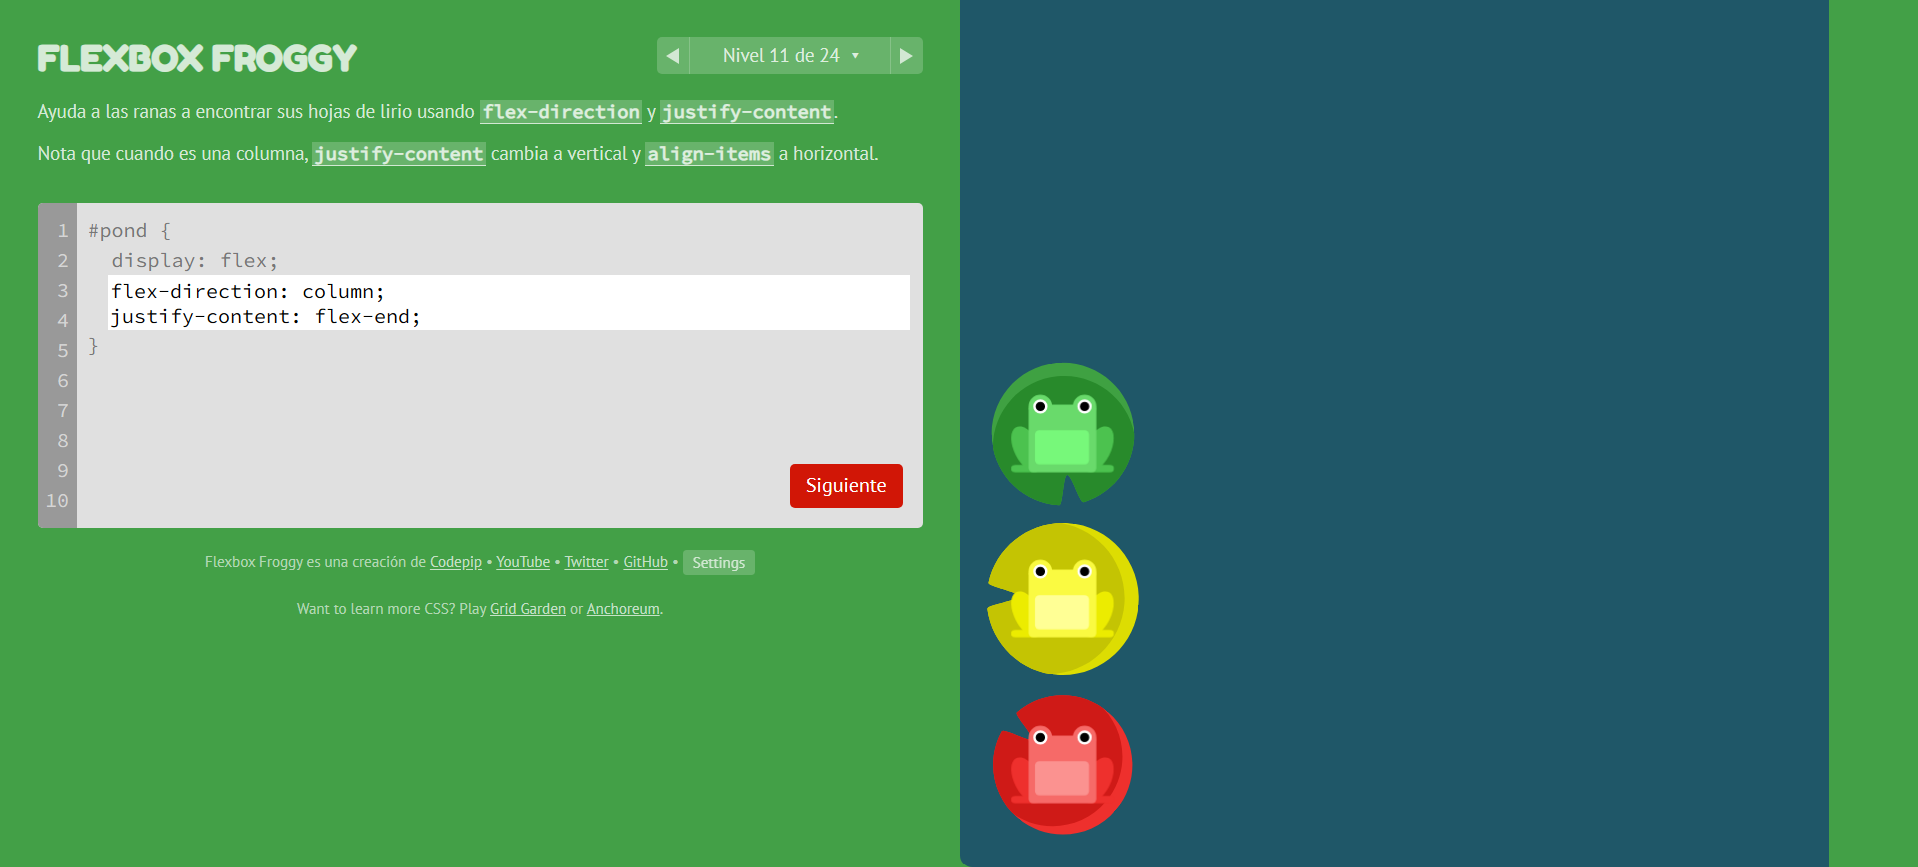 FLEXBOX FROGGY
Nivel 11 de 24
Ayuda a las ranas a encontrar sus hojas de lirio usando flex-direction y justify-content.
Nota que cuando es una columna, justify-content cambia a vertical y align-items a horizontal.
1 #pond {
2 display: flex;
3 flex-direction: column;
4 justify-content: flex-end;
5 }
6
7
8
9
10
Siguiente
Flexbox Froggy es una creación de Codepip • YouTube • Twitter • GitHub • Settings
Want to learn more CSS? Play Grid Garden or Anchoreum.